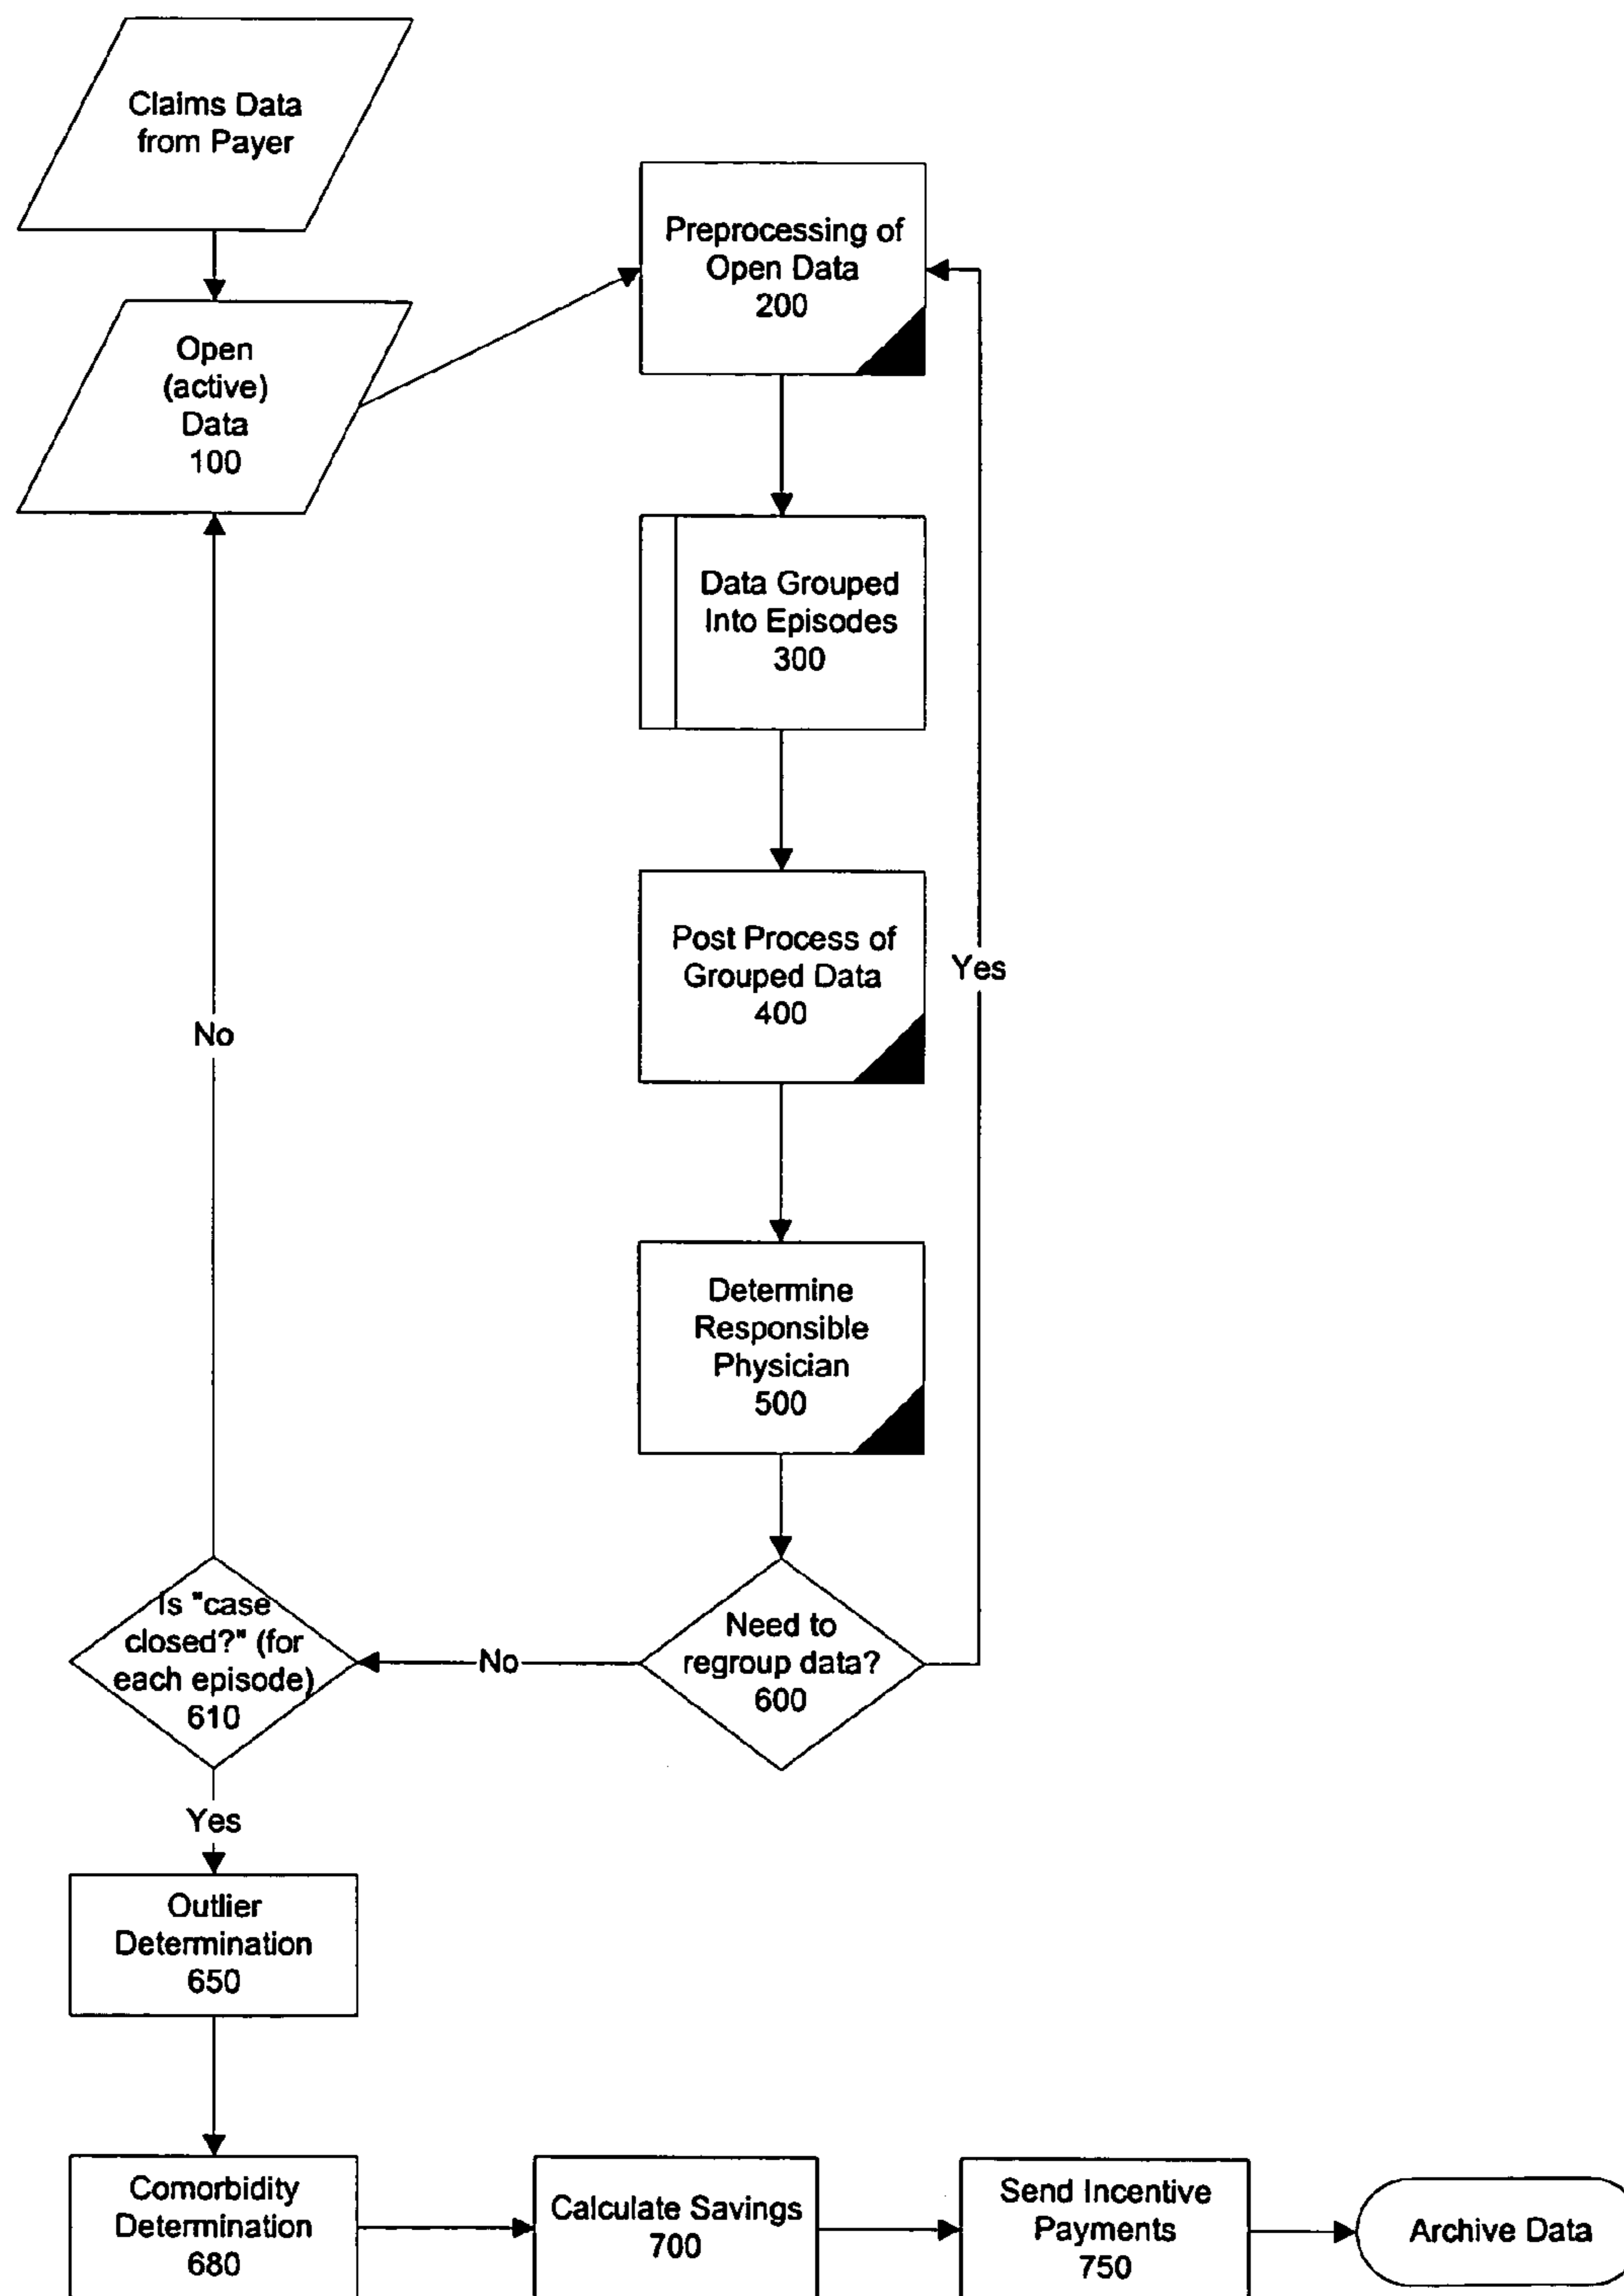 Claims Data
from Payer
Open
(active)
Data
100
Preprocessing of
Open Data
200
Data Grouped
Into Episodes
300
Post Process of
Grouped Data
400
Yes
No
Determine
Responsible
Physician
500
Need to
regroup data?
600
No
Is "case
closed?" (for
each episode)
610
Yes
Outlier
Determination
650
Comorbidity
Determination
680
Calculate Savings
700
Send Incentive
Payments
750
Archive Data